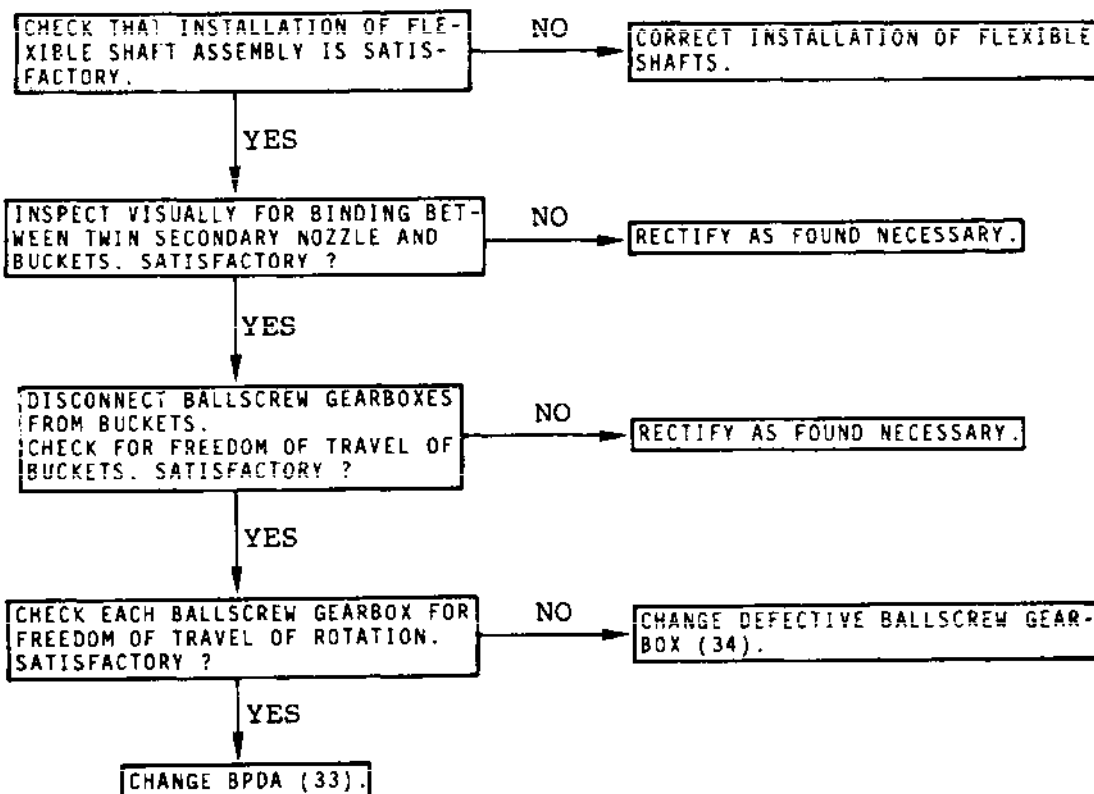 CHECK THAT INSTALLATION OF FLE-
XIBLE SHAFT ASSEMBLY IS SATIS-
FACTORY.
NO
CORRECT INSTALLATION OF FLEXIBLE
SHAFTS.
YES
INSPECT VISUALLY FOR BINDING BET-
WEEN TWIN SECONDARY NOZZLE AND
BUCKETS. SATISFACTORY ?
NO
RECTIFY AS FOUND NECESSARY.
YES
DISCONNECT BALLSCREW GEARBOXES
FROM BUCKETS.
CHECK FOR FREEDOM OF TRAVEL OF
BUCKETS. SATISFACTORY ?
NO
RECTIFY AS FOUND NECESSARY.
YES
CHECK EACH BALLSCREW GEARBOX FOR
FREEDOM OF TRAVEL OF ROTATION.
SATISFACTORY ?
NO
CHANGE DEFECTIVE BALLSCREW GEAR-
BOX (34).
YES
CHANGE BPDA (33).